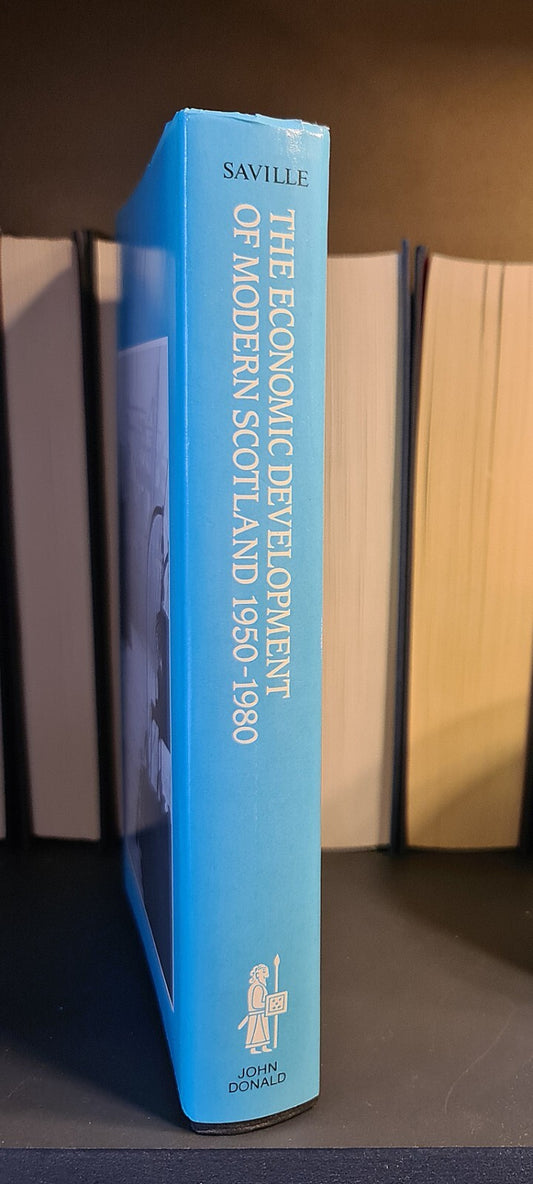 SAVILLE
THE ECONOMIC DEVELOPMENT
OF MODERN SCOTLAND 1950-1980
JOHN
DONALD